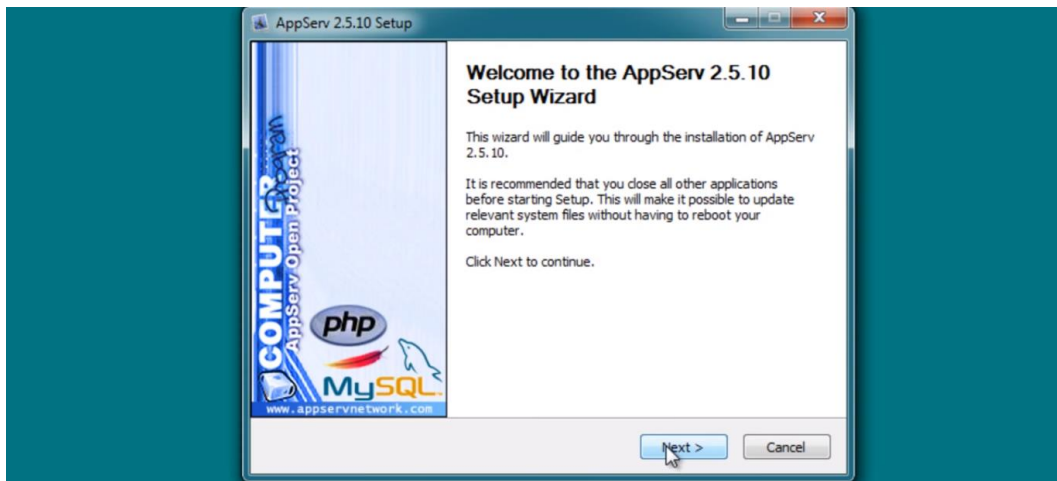 AppServ 2.5.10 Setup
Welcome to the AppServ 2.5.10
Setup Wizard
This wizard will guide you through the installation of AppServ
2.5.10.
It is recommended that you close all other applications
before starting Setup. This will make it possible to update
relevant system files without having to reboot your
computer.
Click Next to continue.
COMPUTER
Program
AppServ Open Project
php
MySQL
www.appservnetwork.com
Next >
Cancel